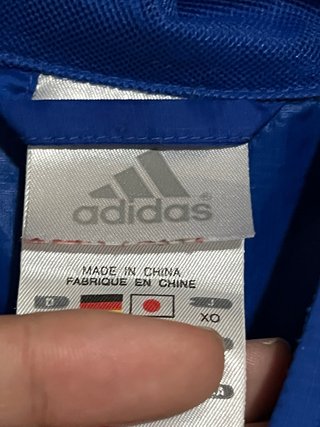 adidas
MADE IN CHINA
FABRIQUE EN CHINE
D J
XO